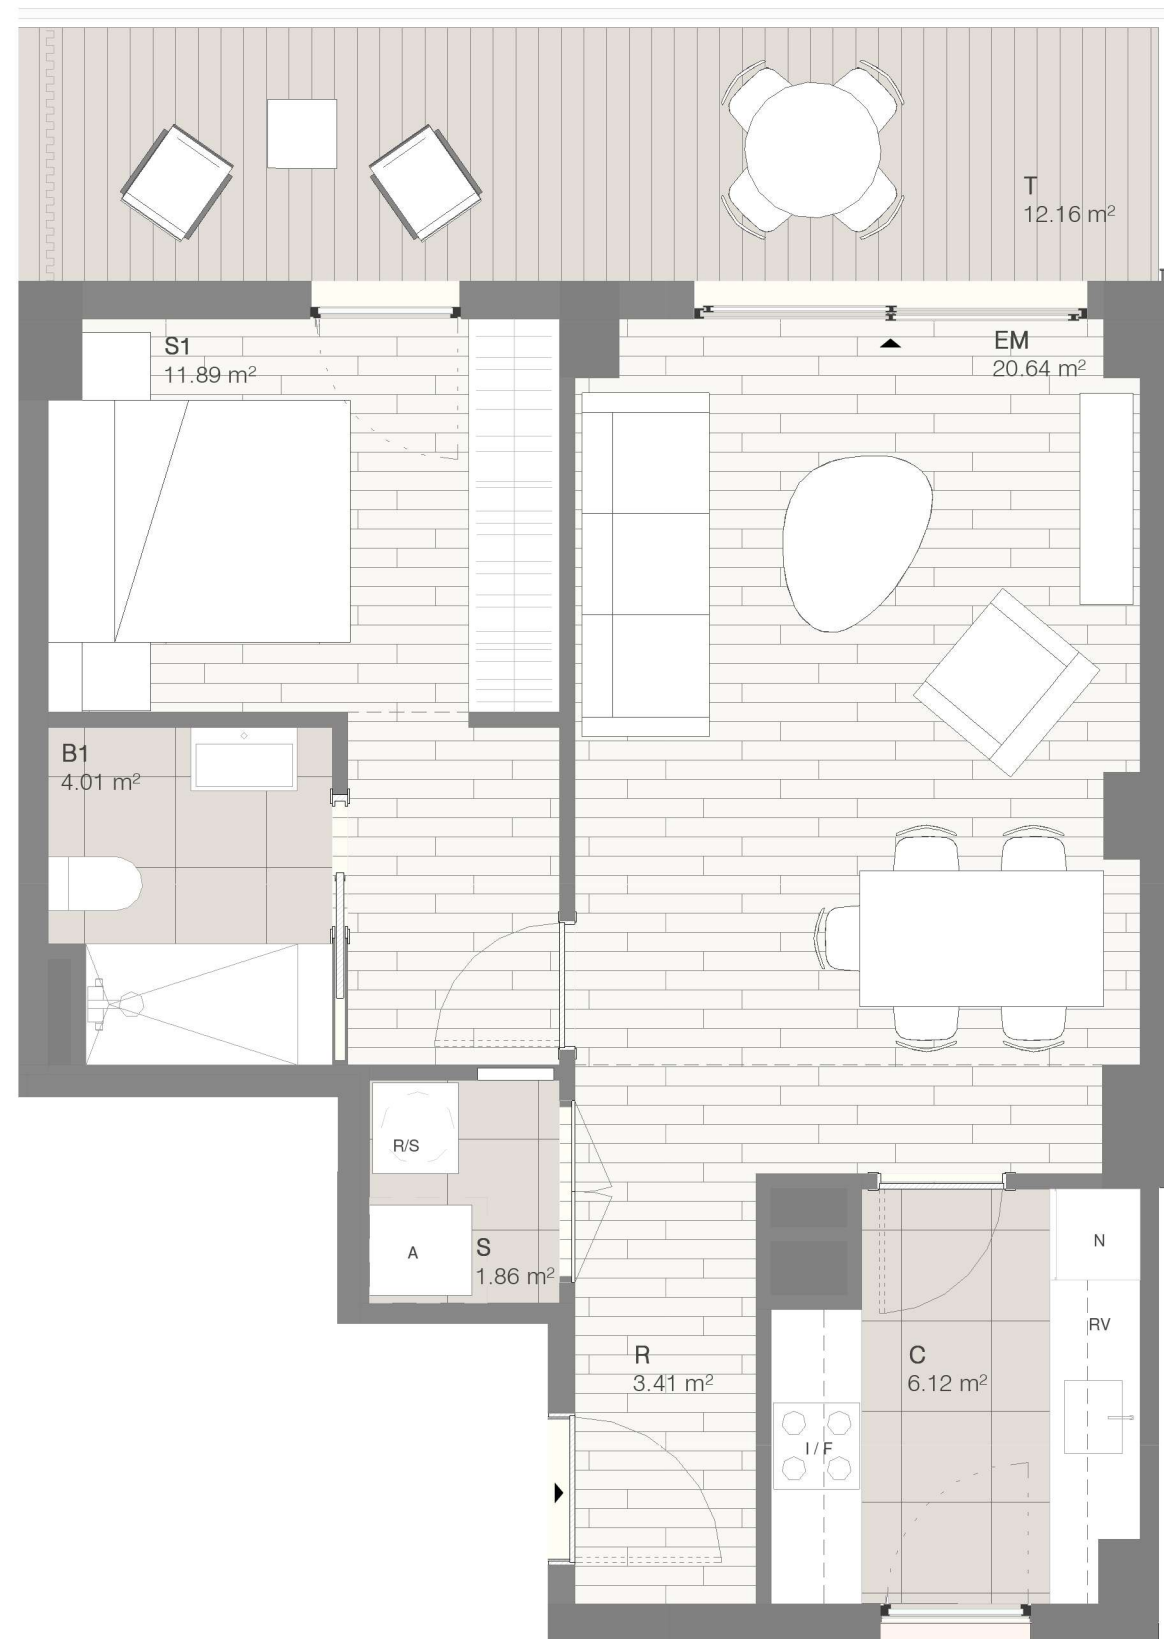 T
12.16 m²
S1
11.89 m²
EM
20.64 m²
B1
4.01 m²
R/S
A
S
1.86 m²
N
RV
R
3.41 m²
C
6.12 m²
I / F